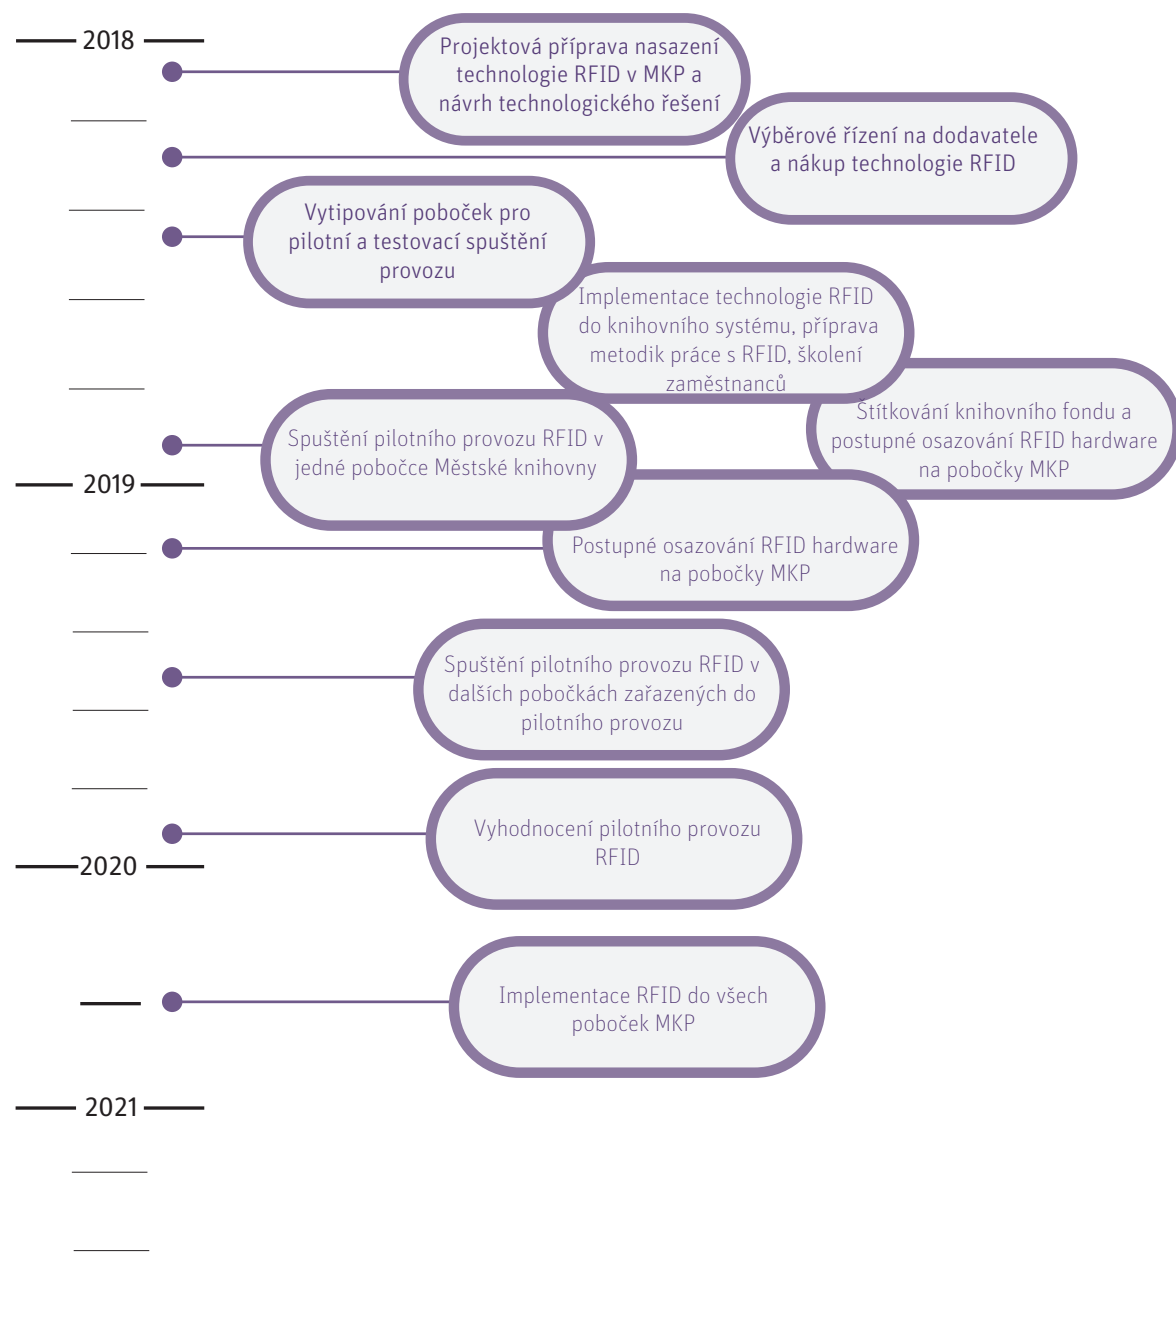 2018
Projektová příprava nasazení
technologie RFID v MKP a
návrh technologického řešení
Výběrové řízení na dodavatele
a nákup technologie RFID
Vytipování poboček pro
pilotní a testovací spuštění
provozu
Implementace technologie RFID
do knihovního systému, příprava
metodik práce s RFID, školení
zaměstnanců
Štítkování knihovního fondu a
postupné osazování RFID hardware
na pobočky MKP
Spuštění pilotního provozu RFID v
jedné pobočce Městské knihovny
2019
Postupné osazování RFID hardware
na pobočky MKP
Spuštění pilotního provozu RFID v
dalších pobočkách zařazených do
pilotního provozu
Vyhodnocení pilotního provozu
RFID
2020
Implementace RFID do všech
poboček MKP
2021